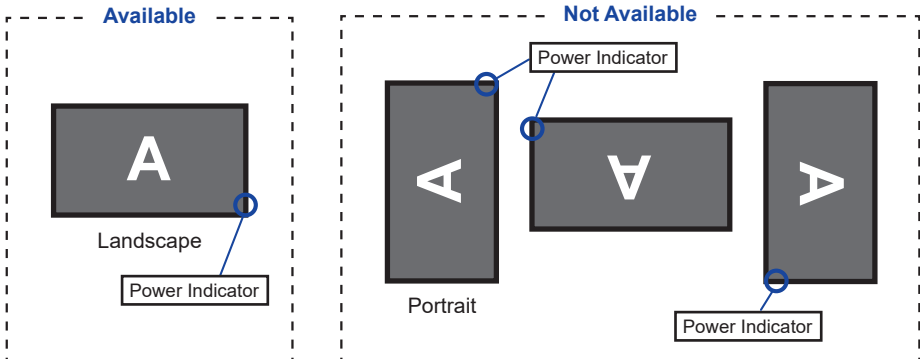 Available
A
Landscape
Power Indicator
Not Available
Power Indicator
A
A
A
Portrait
Power Indicator